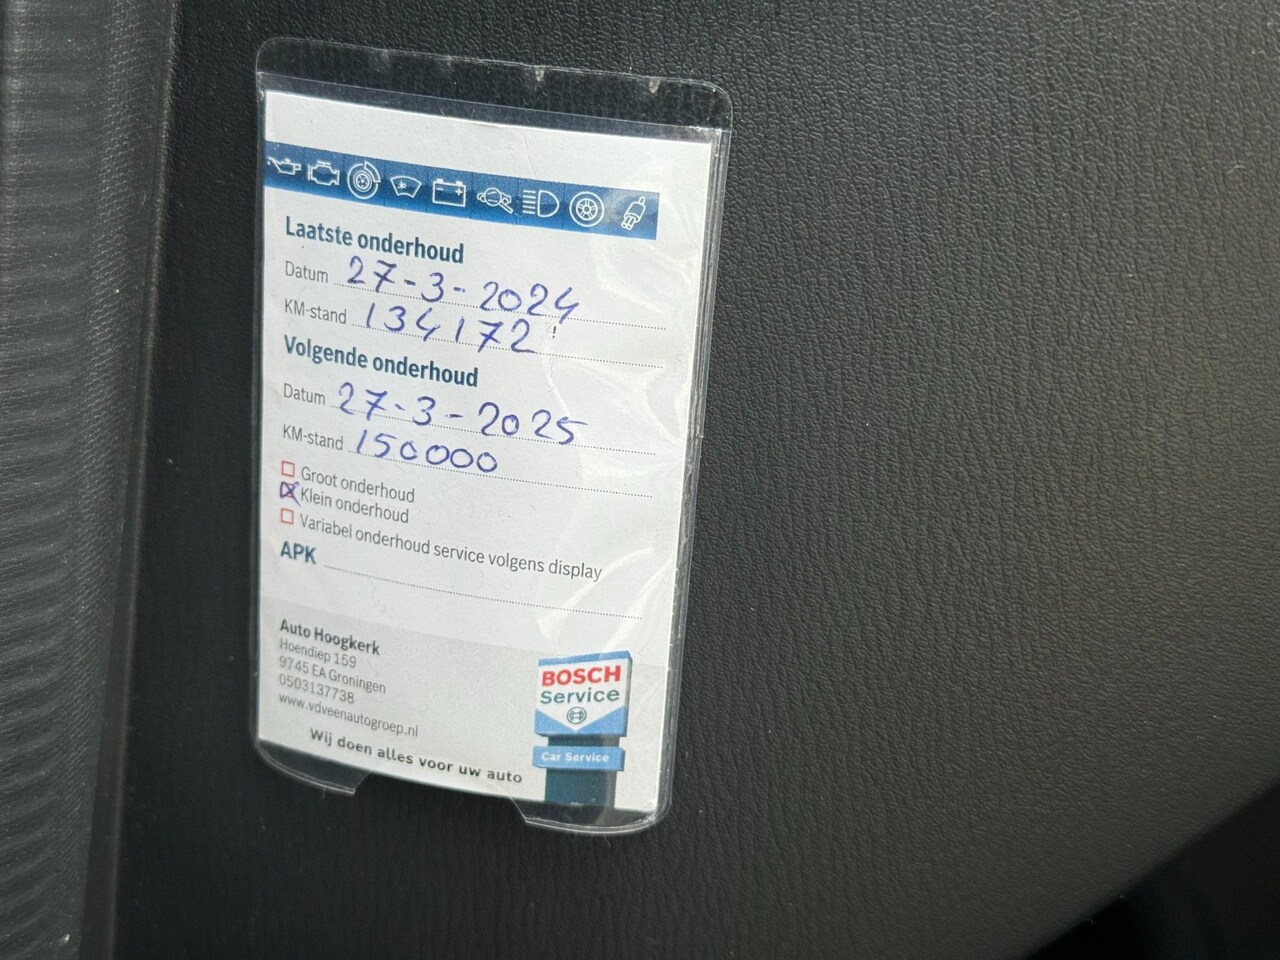 Laatste onderhoud
Datum 27-3-2024
KM-stand 134172
Volgende onderhoud
Datum 27-3-2025
KM-stand 150000
Groot onderhoud
Klein onderhoud
Variabel onderhoud service volgens display
APK
Auto Hoogkerk
Hoendiep 159
9745 EA Groningen
0503137738
www.vdveenautogroep.nl
Wij doen alles voor uw auto
BOSCH
Service
Car Service